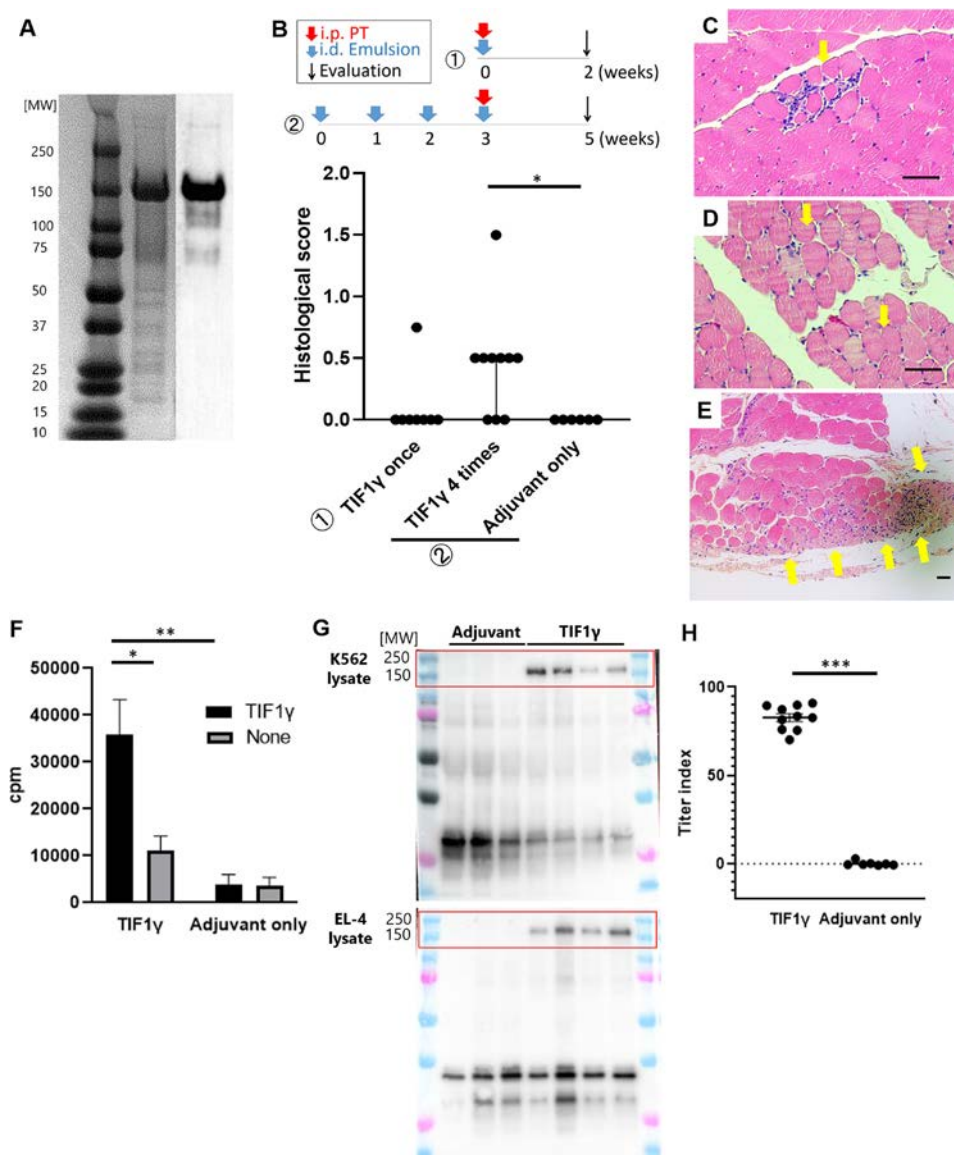 A
[MW]
250
150
100
75
50
37
25
20
15
10
B
i.p. PT
i.d. Emulsion
Evaluation
①
0
2 (weeks)
②
0
1
2
3
5
(weeks)
Histological score
2.0
1.5
1.0
0.5
0.0
*
TIF1γ once
TIF1γ 4 times
Adjuvant only
①
②
C
D
E
F
cpm
50000
40000
30000
20000
10000
0
**
*
TIF1γ
None
TIF1γ
Adjuvant only
G
[MW]
Adjuvant
TIF1γ
K562
lysate
250
150
EL-4
lysate
250
150
H
Titer index
100
50
0
***
TIF1γ
Adjuvant only